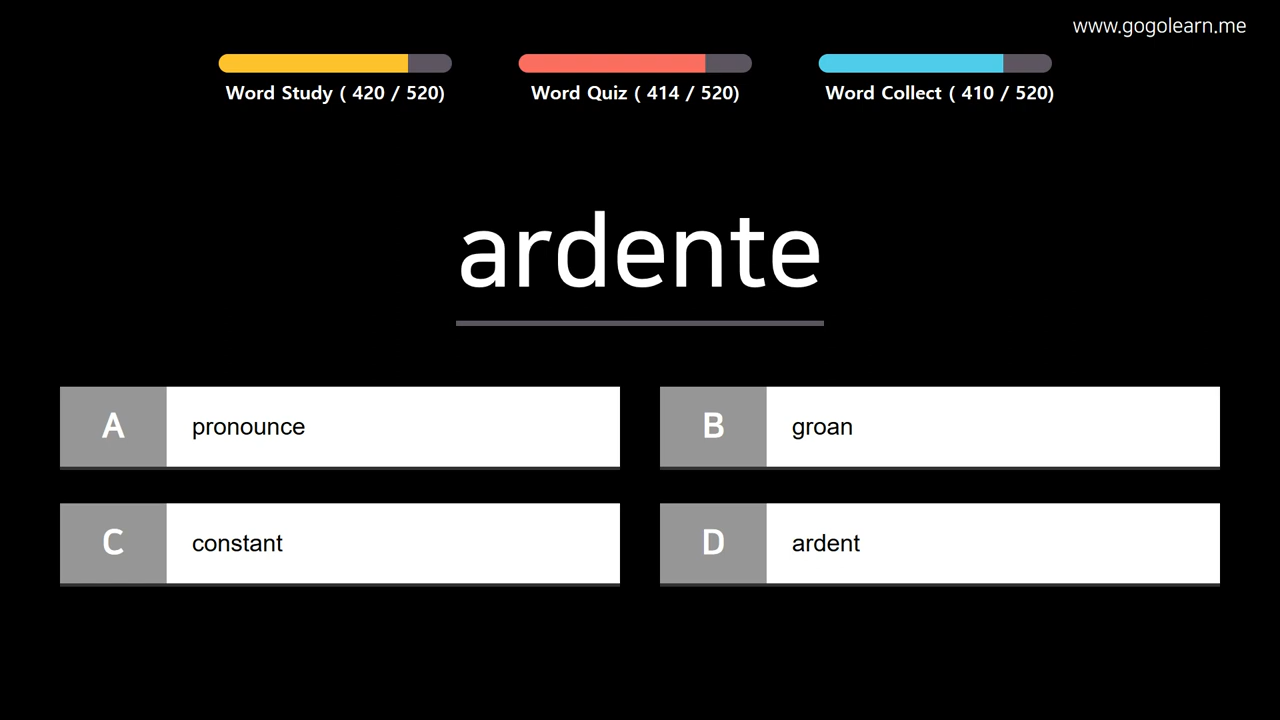 www.gogolearn.me
Word Study ( 420 / 520)
Word Quiz ( 414 / 520)
Word Collect ( 410 / 520)
ardente
A pronounce
B groan
C constant
D ardent